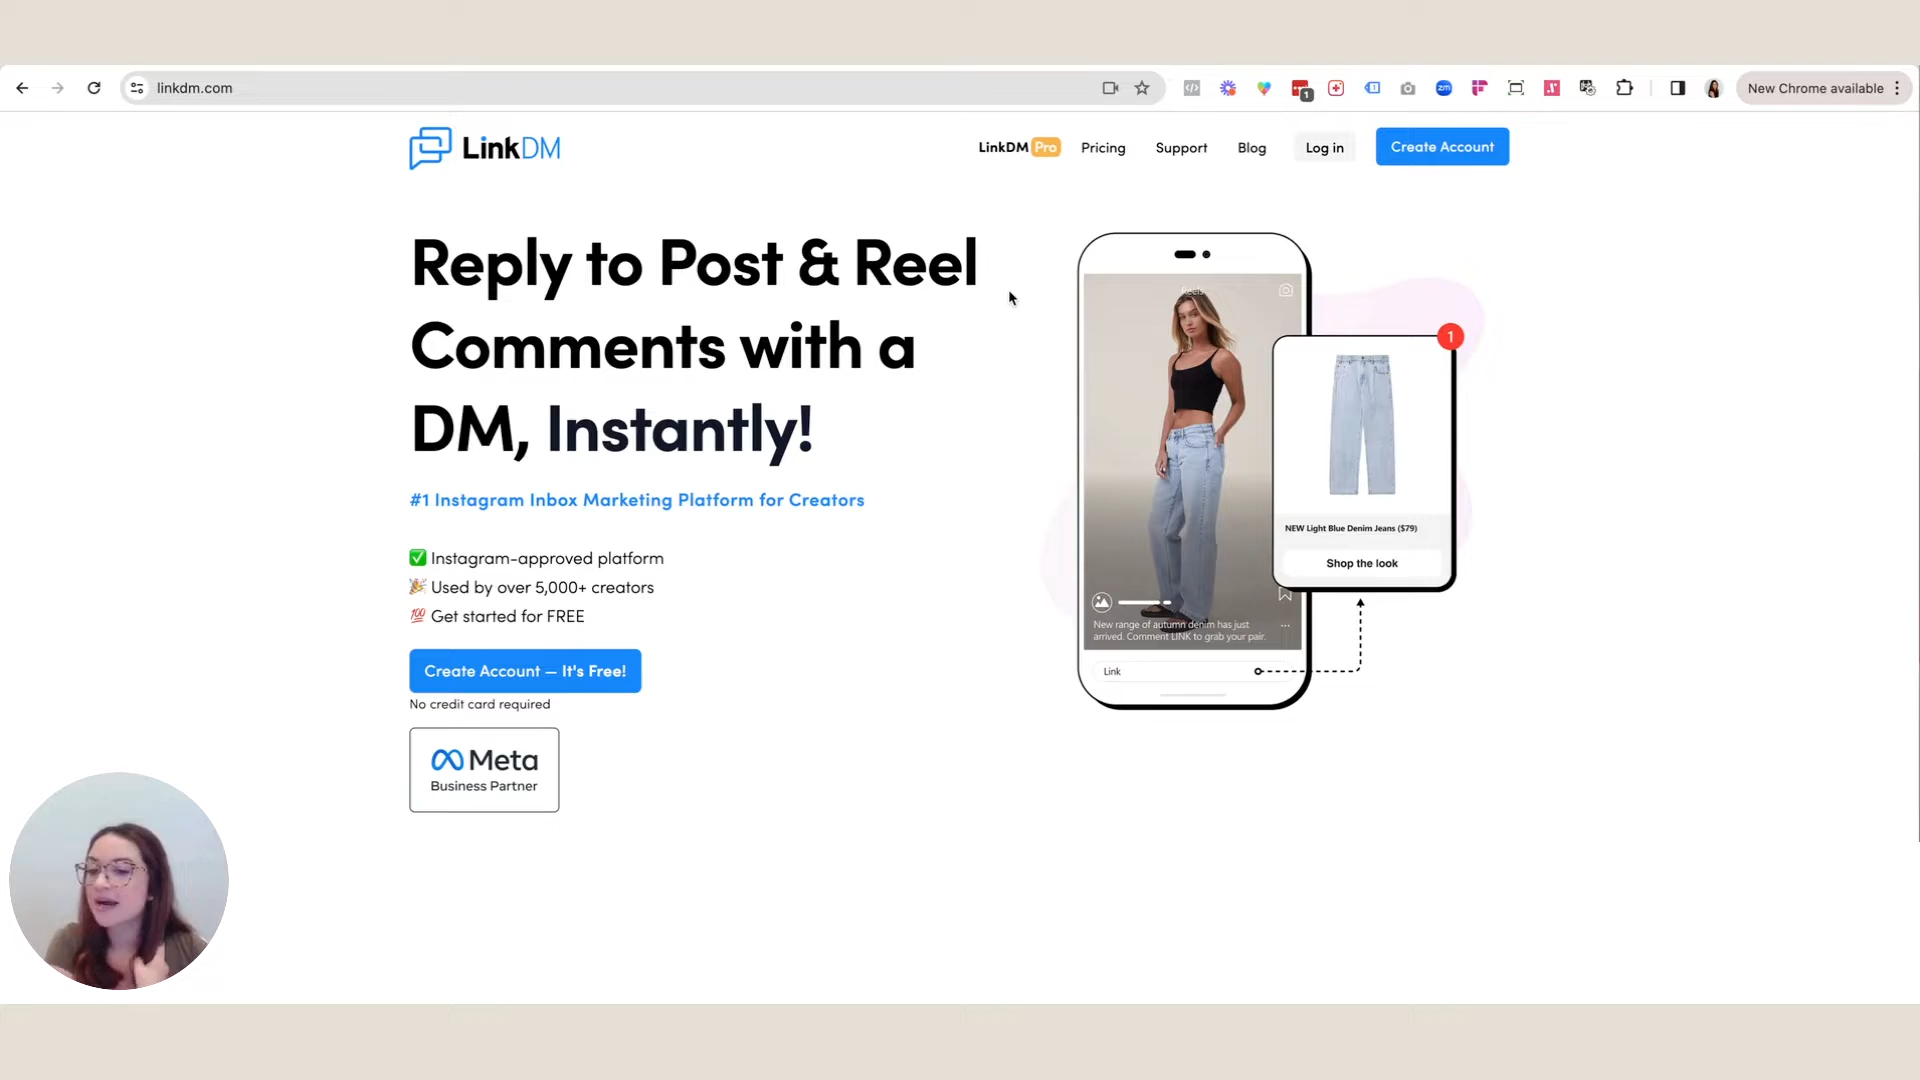 linkdm.com
1
zm
New Chrome available
LinkDM
LinkDM Pro
Pricing
Support
Blog
Log in
Create Account
Reply to Post & Reel
Comments with a
DM, Instantly!
#1 Instagram Inbox Marketing Platform for Creators
✅ Instagram-approved platform
🎉 Used by over 5,000+ creators
💯 Get started for FREE
Create Account — It's Free!
No credit card required
Meta
Business Partner
Reels
1
NEW Light Blue Denim Jeans ($79)
Shop the look
New range of autumn denim has just
arrived. Comment LINK to grab your pair.
Link